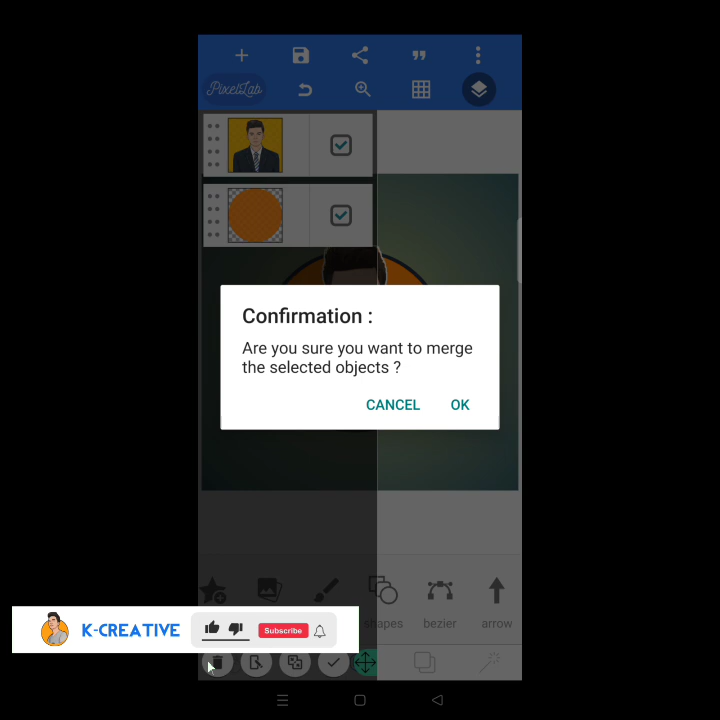 PixelLab
Confirmation :
Are you sure you want to merge
the selected objects ?
CANCEL OK
shapes bezier arrow
K-CREATIVE Subscribe